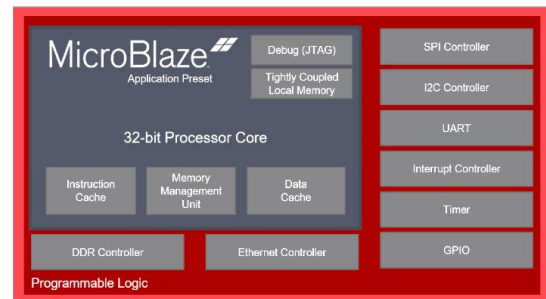 MicroBlaze
Application Preset
Debug (JTAG)
Tightly Coupled
Local Memory
32-bit Processor Core
Instruction
Cache
Memory
Management
Unit
Data
Cache
DDR Controller
Ethernet Controller
SPI Controller
I2C Controller
UART
Interrupt Controller
Timer
GPIO
Programmable Logic